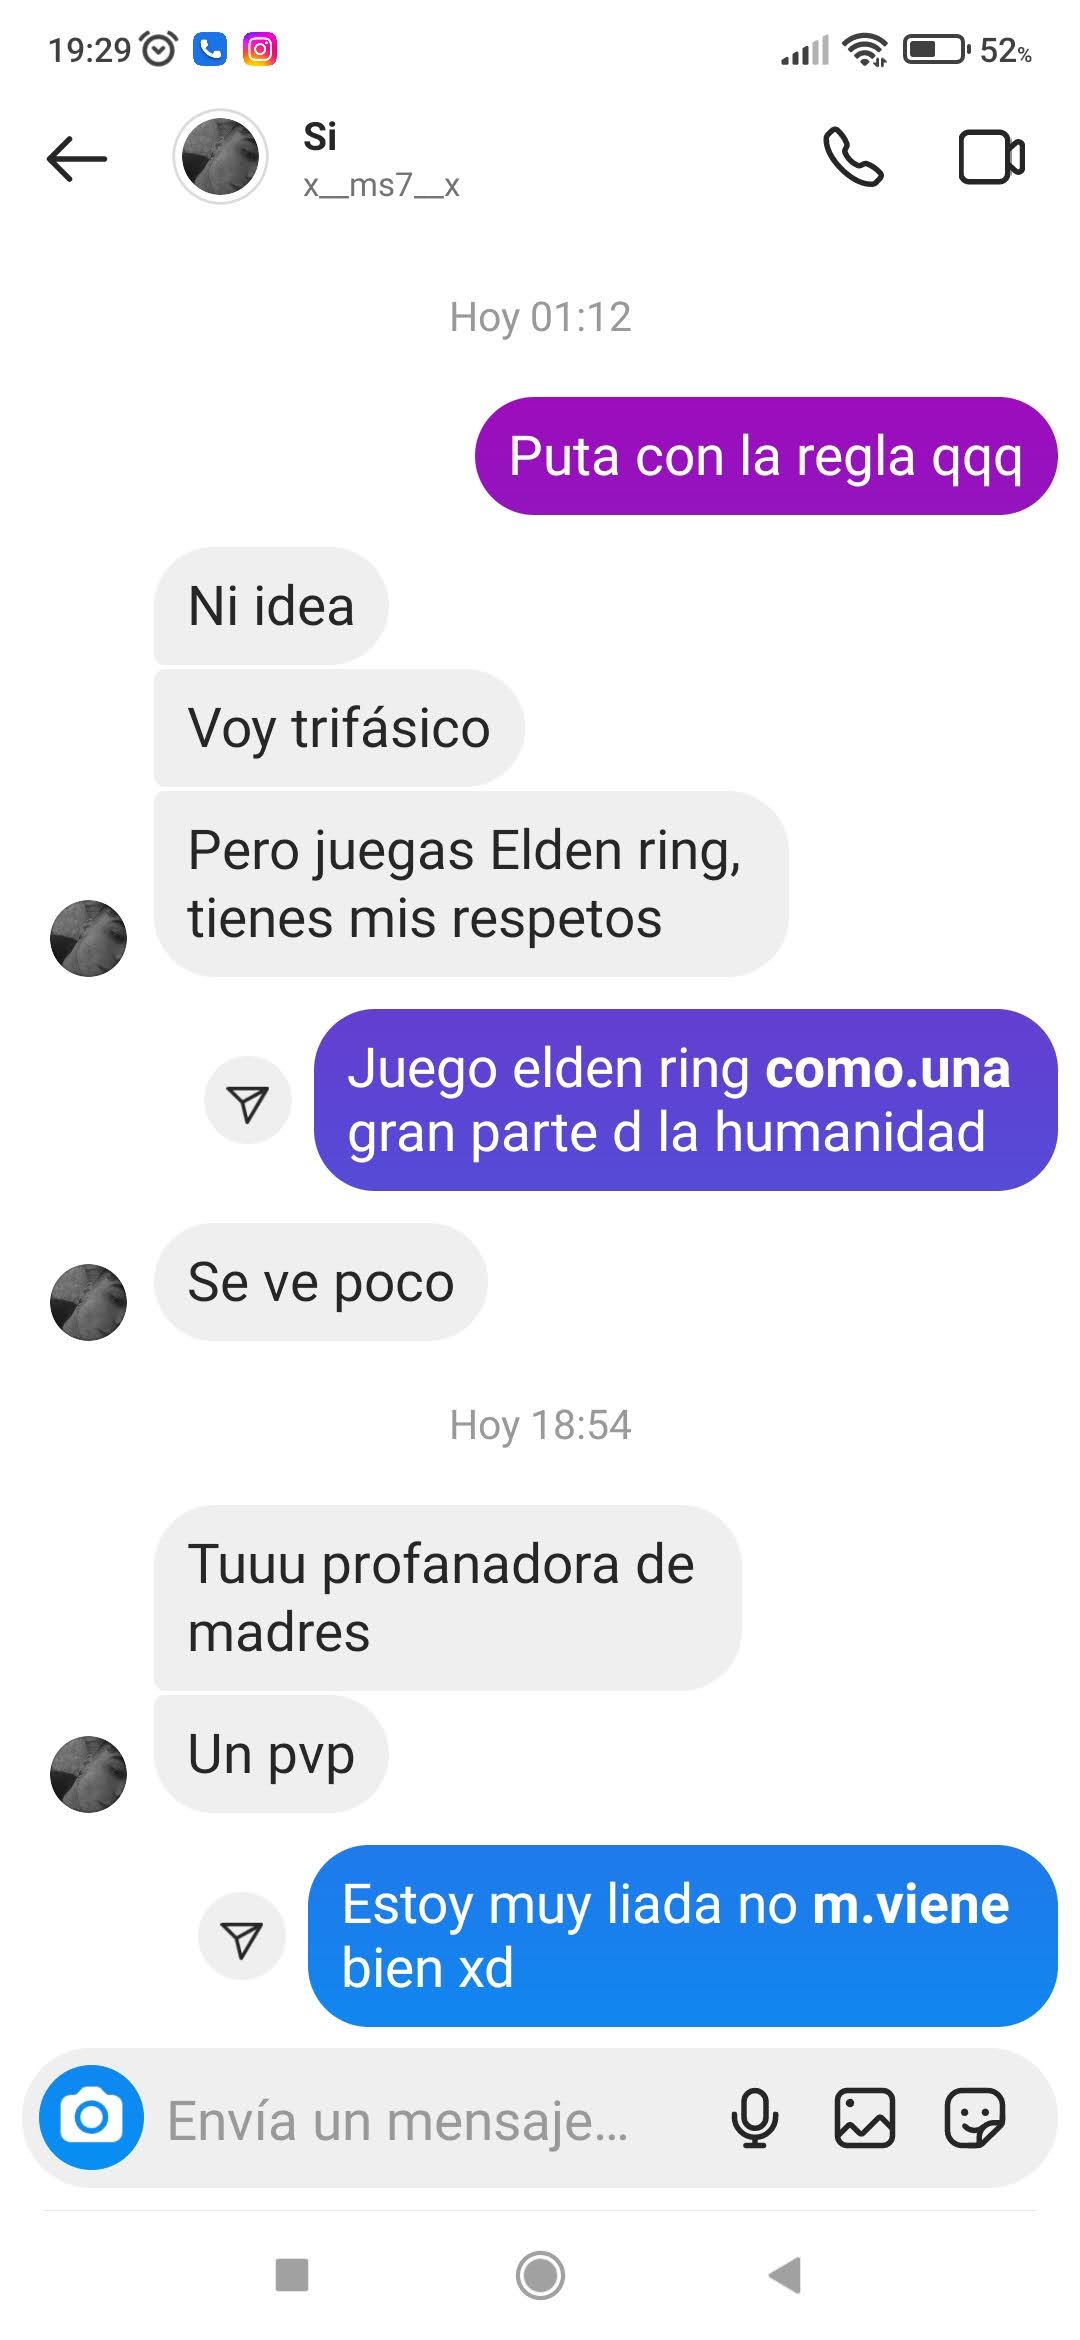 19:29
52%
Si
x__ms7__x
Hoy 01:12
Puta con la regla qqq
Ni idea
Voy trifásico
Pero juegas Elden ring,
tienes mis respetos
Juego elden ring como.una
gran parte d la humanidad
Se ve poco
Hoy 18:54
Tuuu profanadora de
madres
Un pvp
Estoy muy liada no m.viene
bien xd
Envía un mensaje...